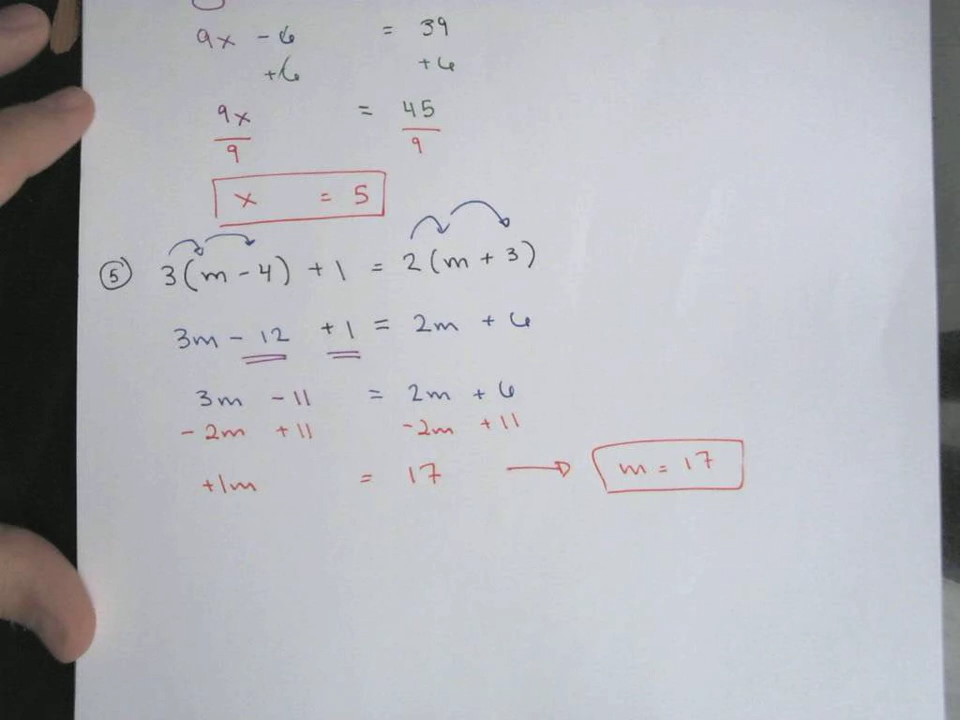 9x - 6 = 39
+6 +6
9x = 45
9 9
x = 5
5 3(m - 4) + 1 = 2(m + 3)
3m - 12 + 1 = 2m + 6
3m - 11 = 2m + 6
- 2m + 11 - 2m + 11
+1m = 17 → m = 17